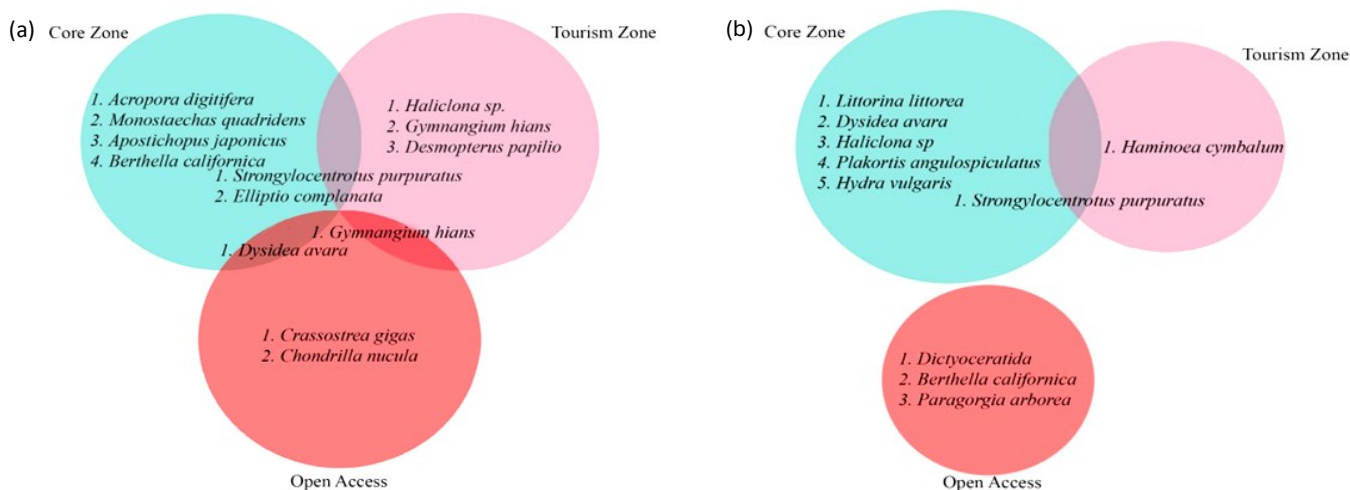 (a)
Core Zone
Tourism Zone
1. Acropora digitifera
2. Monostaechas quadridens
3. Apostichopus japonicus
4. Berthella californica
1. Haliclona sp.
2. Gymnangium hians
3. Desmopterus papilio
1. Strongylocentrotus purpuratus
2. Elliptio complanata
1. Gymnangium hians
1. Dysidea avara
1. Crassostrea gigas
2. Chondrilla nucula
Open Access
(b)
Core Zone
Tourism Zone
1. Littorina littorea
2. Dysidea avara
3. Haliclona sp
4. Plakortis angulospiculatus
5. Hydra vulgaris
1. Haminoea cymbalum
1. Strongylocentrotus purpuratus
1. Dictyoceratida
2. Berthella californica
3. Paragorgia arborea
Open Access